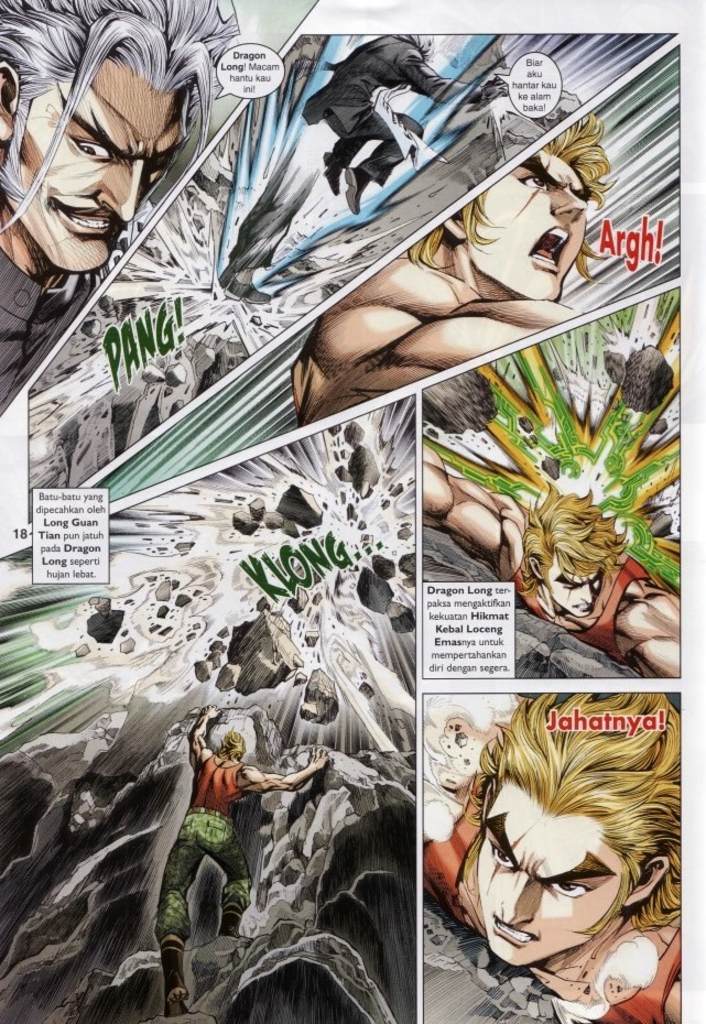 Dragon
Long! Macam
hantu kau
ini!
Biar
aku
hantar kau
ke alam
baka!
Argh!
PANG!
Batu-batu yang
dipecahkan oleh
Long Guan
Tian pun jatuh
pada Dragon
Long seperti
hujan lebat.
18
KLONG...
Dragon Long ter-
paksa mengaktifkan
kekuatan Hikmat
Kebal Loceng
Emasnya untuk
mempertahankan
diri dengan segera.
Jahatnya!